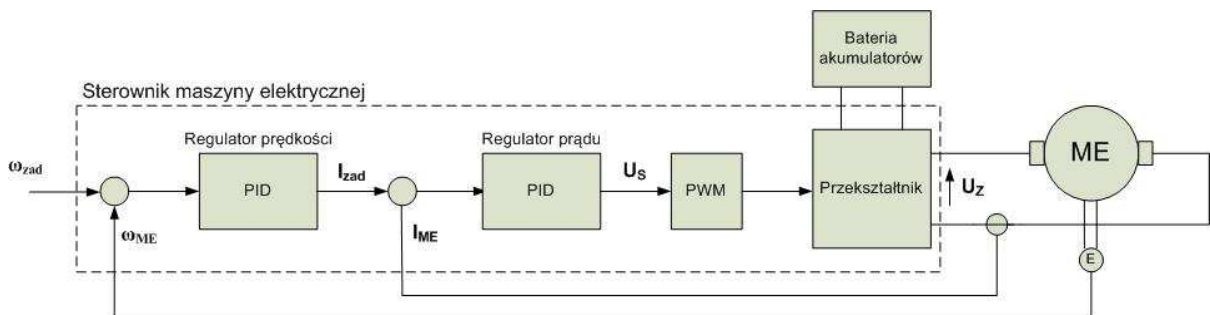 Bateria
akumulatorów
Sterownik maszyny elektrycznej
Regulator prędkości
Regulator prądu
ωzad
PID
Izad
PID
US
PWM
Przekształtnik
UZ
ME
ωME
IME
E